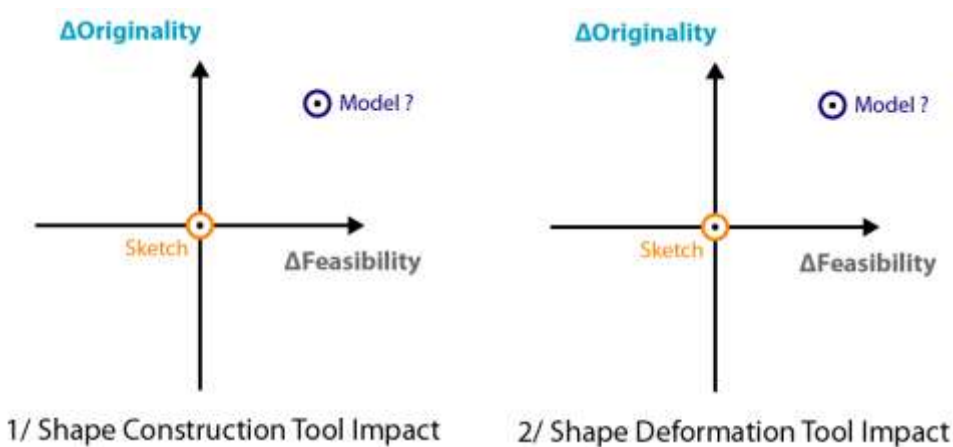 ΔOriginality
Model ?
Sketch
ΔFeasibility
1/ Shape Construction Tool Impact
ΔOriginality
Model ?
Sketch
ΔFeasibility
2/ Shape Deformation Tool Impact